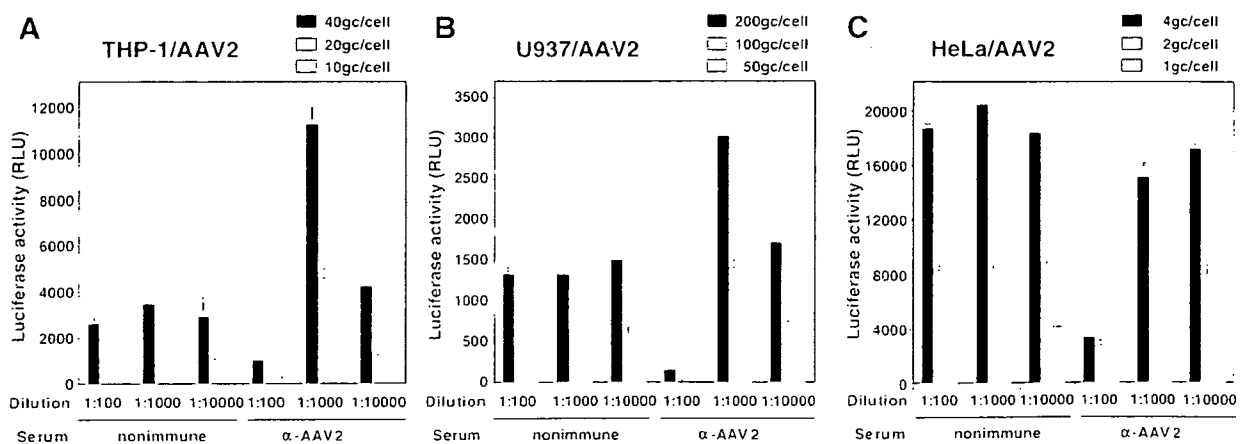 A
THP-1/AAV2
40gc/cell
20gc/cell
10gc/cell
Luciferase activity (RLU)
12000
10000
8000
6000
4000
2000
0
Dilution 1:100 1:1000 1:10000 1:100 1:1000 1:10000
Serum nonimmune α-AAV2
B
U937/AAV2
200gc/cell
100gc/cell
50gc/cell
Luciferase activity (RLU)
3500
3000
2500
2000
1500
1000
500
0
1:100 1:1000 1:10000 1:100 1:1000 1:10000
nonimmune α-AAV2
C
HeLa/AAV2
4gc/cell
2gc/cell
1gc/cell
Luciferase activity (RLU)
20000
16000
12000
8000
4000
0
Dilution 1:100 1:1000 1:10000 1:100 1:1000 1:10000
Serum nonimmune α-AAV2